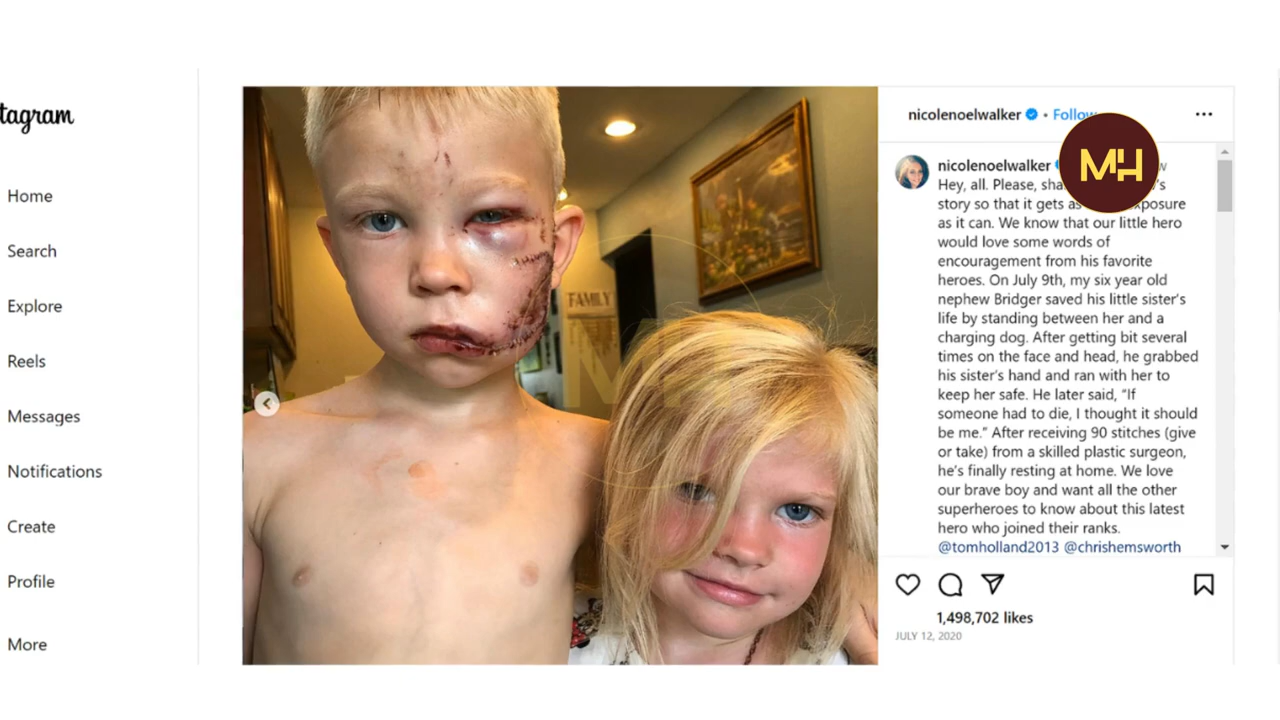 tagram
Home
Search
Explore
Reels
Messages
Notifications
Create
Profile
More
FAMILY
MH
nicolenoelwalker • Follow
MH
nicolenoelwalker
Hey, all. Please,
story so that it gets as
as it can. We know that our little hero
would love some words of
encouragement from his favorite
heroes. On July 9th, my six year old
nephew Bridger saved his little sister's
life by standing between her and a
charging dog. After getting bit several
times on the face and head, he grabbed
his sister's hand and ran with her to
keep her safe. He later said, "If
someone had to die, I thought it should
be me." After receiving 90 stitches (give
or take) from a skilled plastic surgeon,
he's finally resting at home. We love
our brave boy and want all the other
superheroes to know about this latest
hero who joined their ranks.
@tomholland2013 @chrishemsworth
1,498,702 likes
JULY 12, 2020